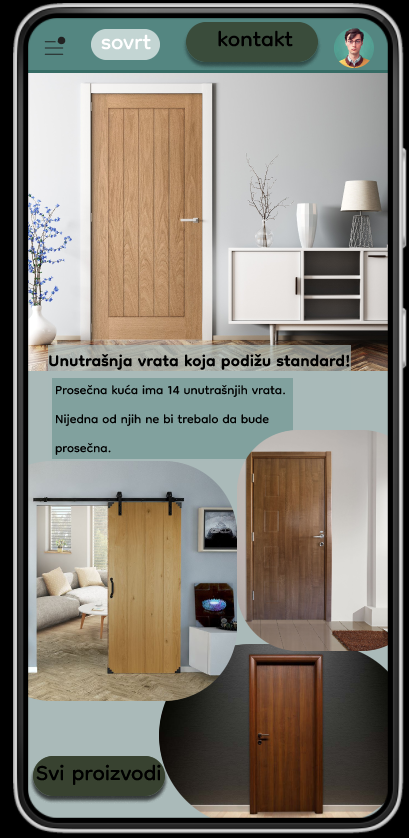 sovrt
kontakt
Unutrašnja vrata koja podižu standard!
Prosečna kuća ima 14 unutrašnjih vrata.
Nijedna od njih ne bi trebalo da bude
prosečna.
Svi proizvodi